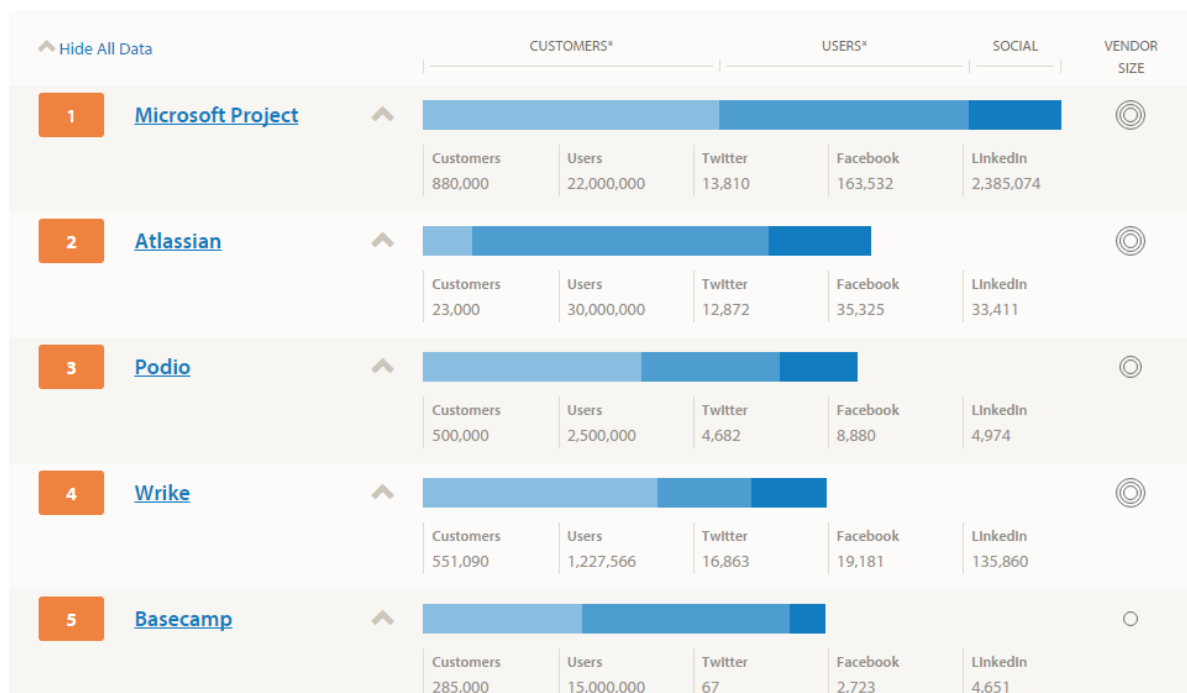 Hide All Data
CUSTOMERS* USERS* SOCIAL VENDOR SIZE
1 Microsoft Project
Customers Users Twitter Facebook LinkedIn
880,000 22,000,000 13,810 163,532 2,385,074
2 Atlassian
Customers Users Twitter Facebook LinkedIn
23,000 30,000,000 12,872 35,325 33,411
3 Podio
Customers Users Twitter Facebook LinkedIn
500,000 2,500,000 4,682 8,880 4,974
4 Wrike
Customers Users Twitter Facebook LinkedIn
551,090 1,227,566 16,863 19,181 135,860
5 Basecamp
Customers Users Twitter Facebook LinkedIn
285,000 15,000,000 67 2,723 4,651